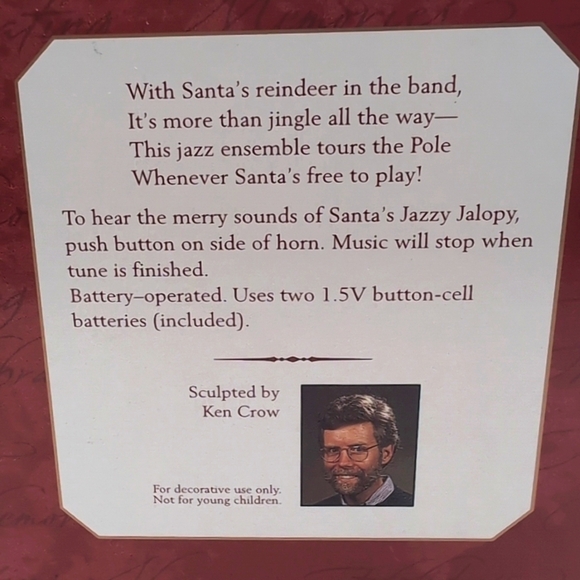 With Santa's reindeer in the band,
It's more than jingle all the way—
This jazz ensemble tours the Pole
Whenever Santa's free to play!
To hear the merry sounds of Santa's Jazzy Jalopy,
push button on side of horn. Music will stop when
tune is finished.
Battery–operated. Uses two 1.5V button-cell
batteries (included).
Sculpted by
Ken Crow
For decorative use only.
Not for young children.